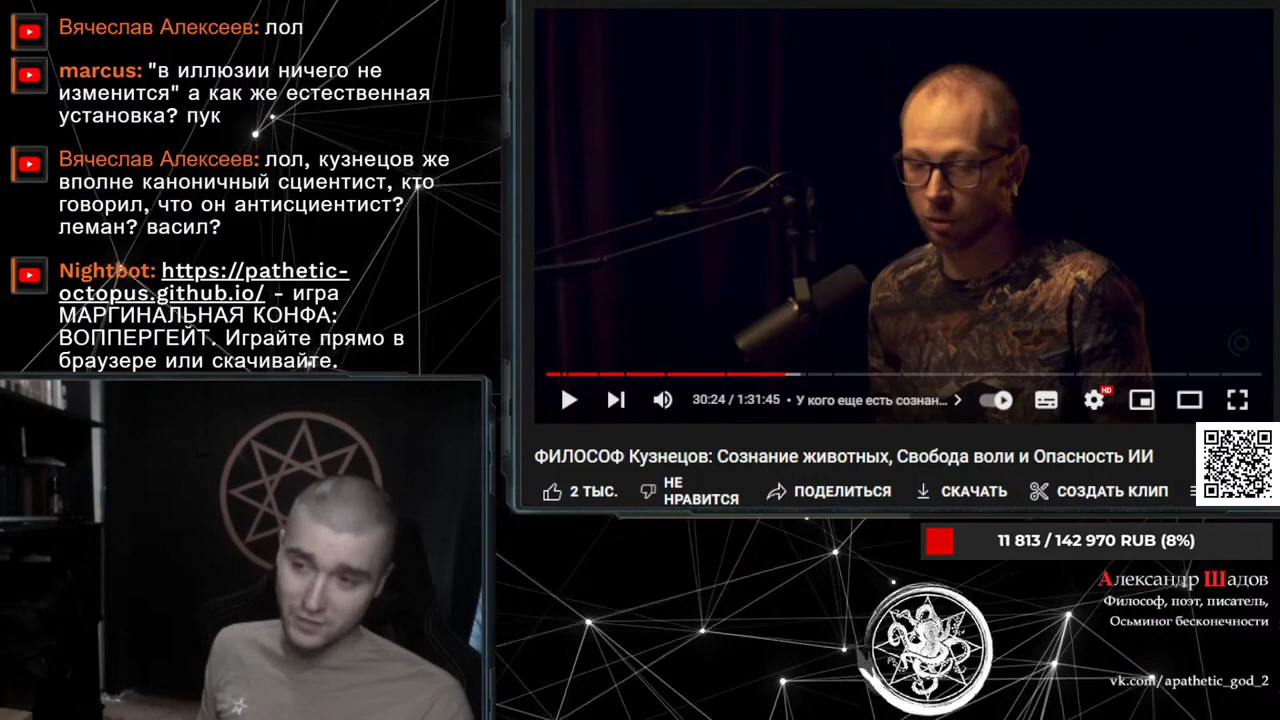 Вячеслав Алексеев: лол
marcus: "в иллюзии ничего не
изменится" а как же естественная
установка? пук
Вячеслав Алексеев: лол, кузнецов же
вполне каноничный сциентист, кто
говорил, что он антисциентист?
леман? васил?
Nightbot: https://pathetic-
octopus.github.io/ - игра
МАРГИНАЛЬНАЯ КОНФА:
ВОППЕРГЕЙТ. Играйте прямо в
браузере или скачивайте.
30:24 / 1:31:45 • У кого еще есть сознан...
HD
ФИЛОСОФ Кузнецов: Сознание животных, Свобода воли и Опасность ИИ
2 ТЫС.
НЕ
НРАВИТСЯ
ПОДЕЛИТЬСЯ
СКАЧАТЬ
СОЗДАТЬ КЛИП
11 813 / 142 970 RUB (8%)
Александр Шадов
Философ, поэт, писатель,
Осьминог бесконечности
vk.com/apathetic_god_2